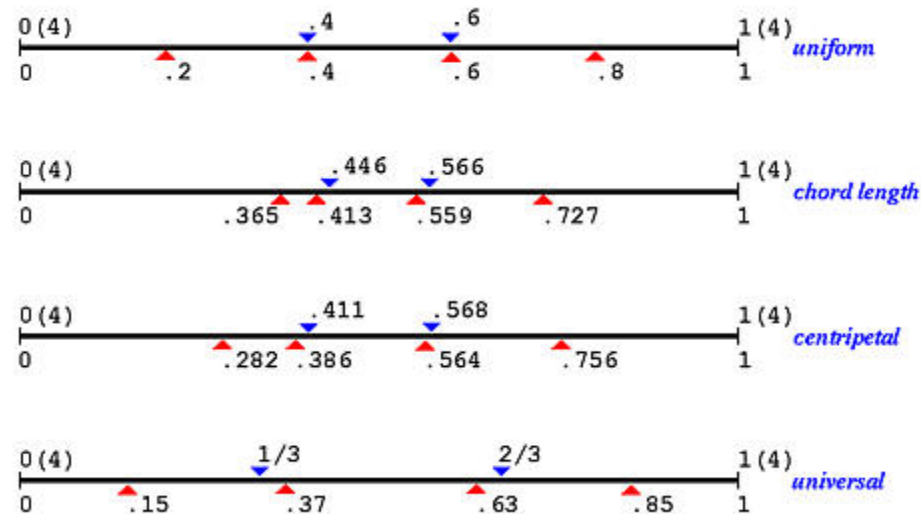 0(4) .4 .6 1(4)
uniform
0 .2 .4 .6 .8 1
0(4) .446 .566 1(4)
chord length
0 .365 .413 .559 .727 1
0(4) .411 .568 1(4)
centripetal
0 .282 .386 .564 .756 1
0(4) 1/3 2/3 1(4)
universal
0 .15 .37 .63 .85 1